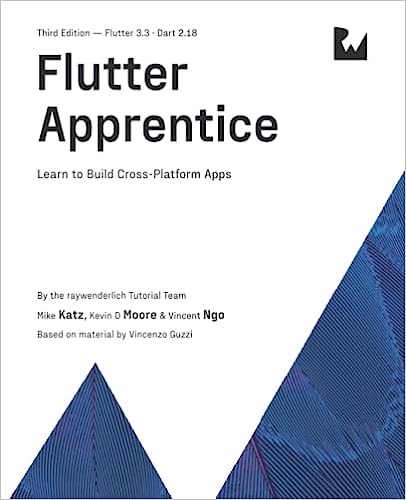 Third Edition — Flutter 3.3 · Dart 2.18
Flutter
Apprentice
Learn to Build Cross-Platform Apps
By the raywenderlich Tutorial Team
Mike Katz, Kevin D Moore & Vincent Ngo
Based on material by Vincenzo Guzzi